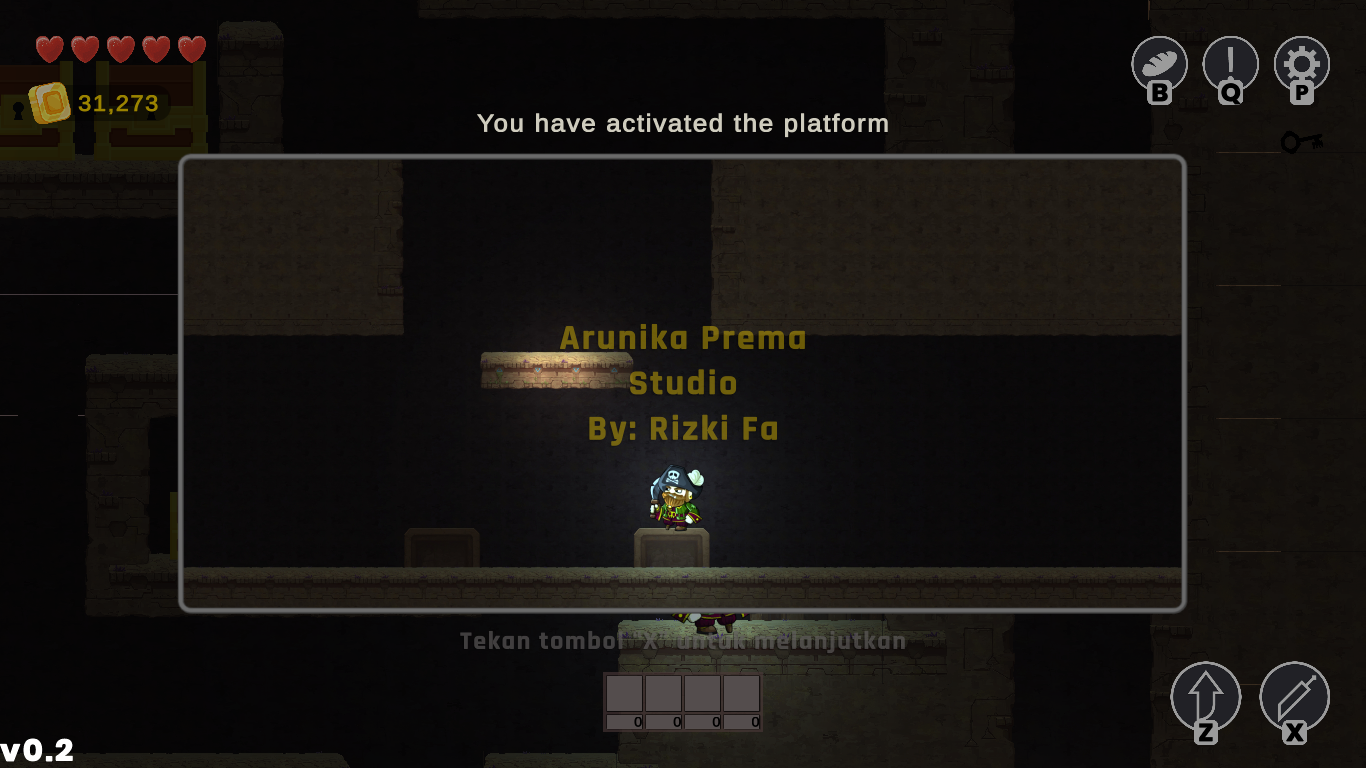 31,273
B
Q
P
You have activated the platform
Arunika Prema
Studio
By: Rizki Fa
Tekan tombol 'X' untuk melanjutkan
0 0 0 0
Z
X
v0.2